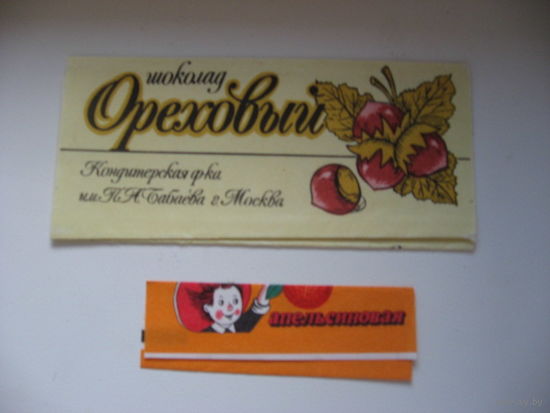 шоколад
Ореховый
Кондитерская ф-ка
им. П. А. Бабаева г. Москва
апельсиновая